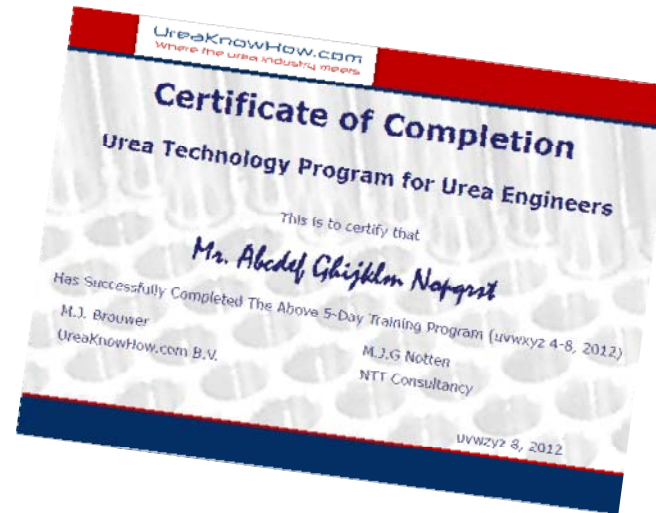 UreaKnowHow.com
Where the urea industry meets
Certificate of Completion
Urea Technology Program for Urea Engineers
This is to certify that
Mr. Abcdef Ghijklm Nopqrst
Has Successfully Completed The Above 5-Day Training Program (uvwxyz 4-8, 2012)
M.J. Brouwer
UreaKnowHow.com B.V.
M.J.G Notten
NTT Consultancy
uvwzyz 8, 2012